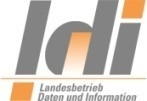 ldi
Landesbetrieb
Daten und Information